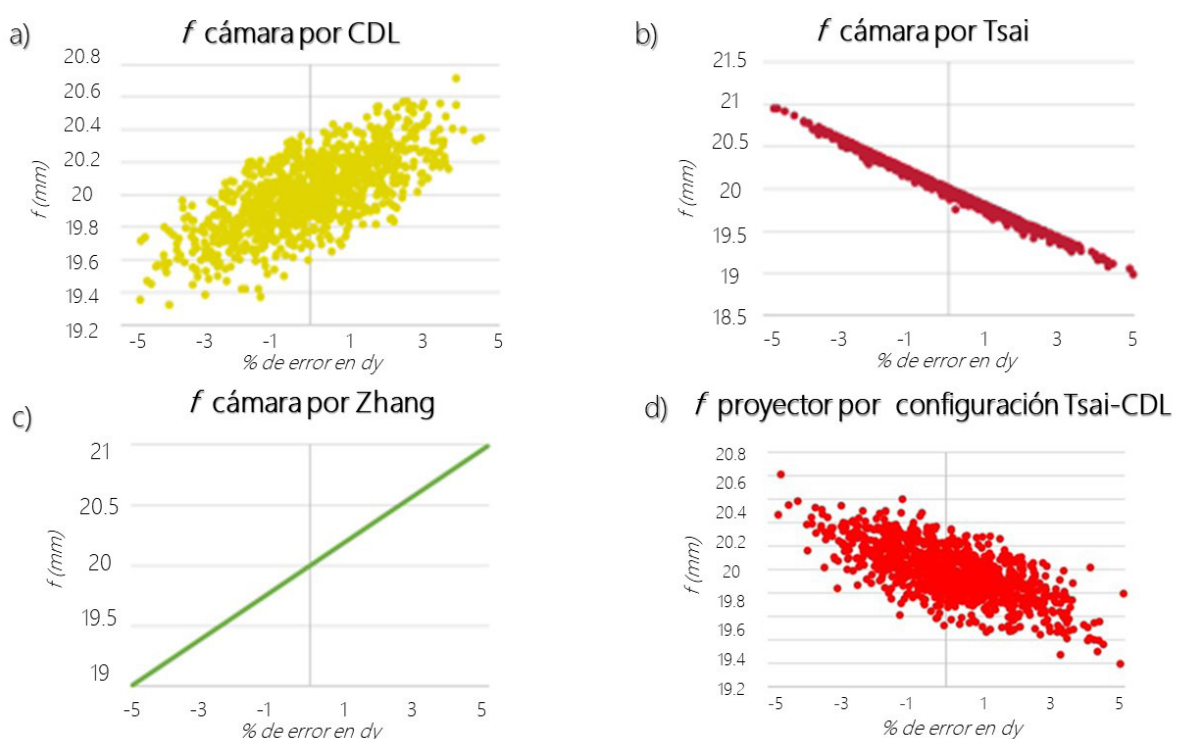 a) f cámara por CDL
20.8
20.6
20.4
20.2
20
19.8
19.6
19.4
19.2
f (mm)
-5 -3 -1 1 3 5
% de error en dy
b) f cámara por Tsai
21.5
21
20.5
20
19.5
19
18.5
f (mm)
-5 -3 -1 1 3 5
% de error en dy
c) f cámara por Zhang
21
20.5
20
19.5
19
f (mm)
-5 -3 -1 1 3 5
% de error en dy
d) f proyector por configuración Tsai-CDL
20.8
20.6
20.4
20.2
20
19.8
19.6
19.4
19.2
f (mm)
-5 -3 -1 1 3 5
% de error en dy